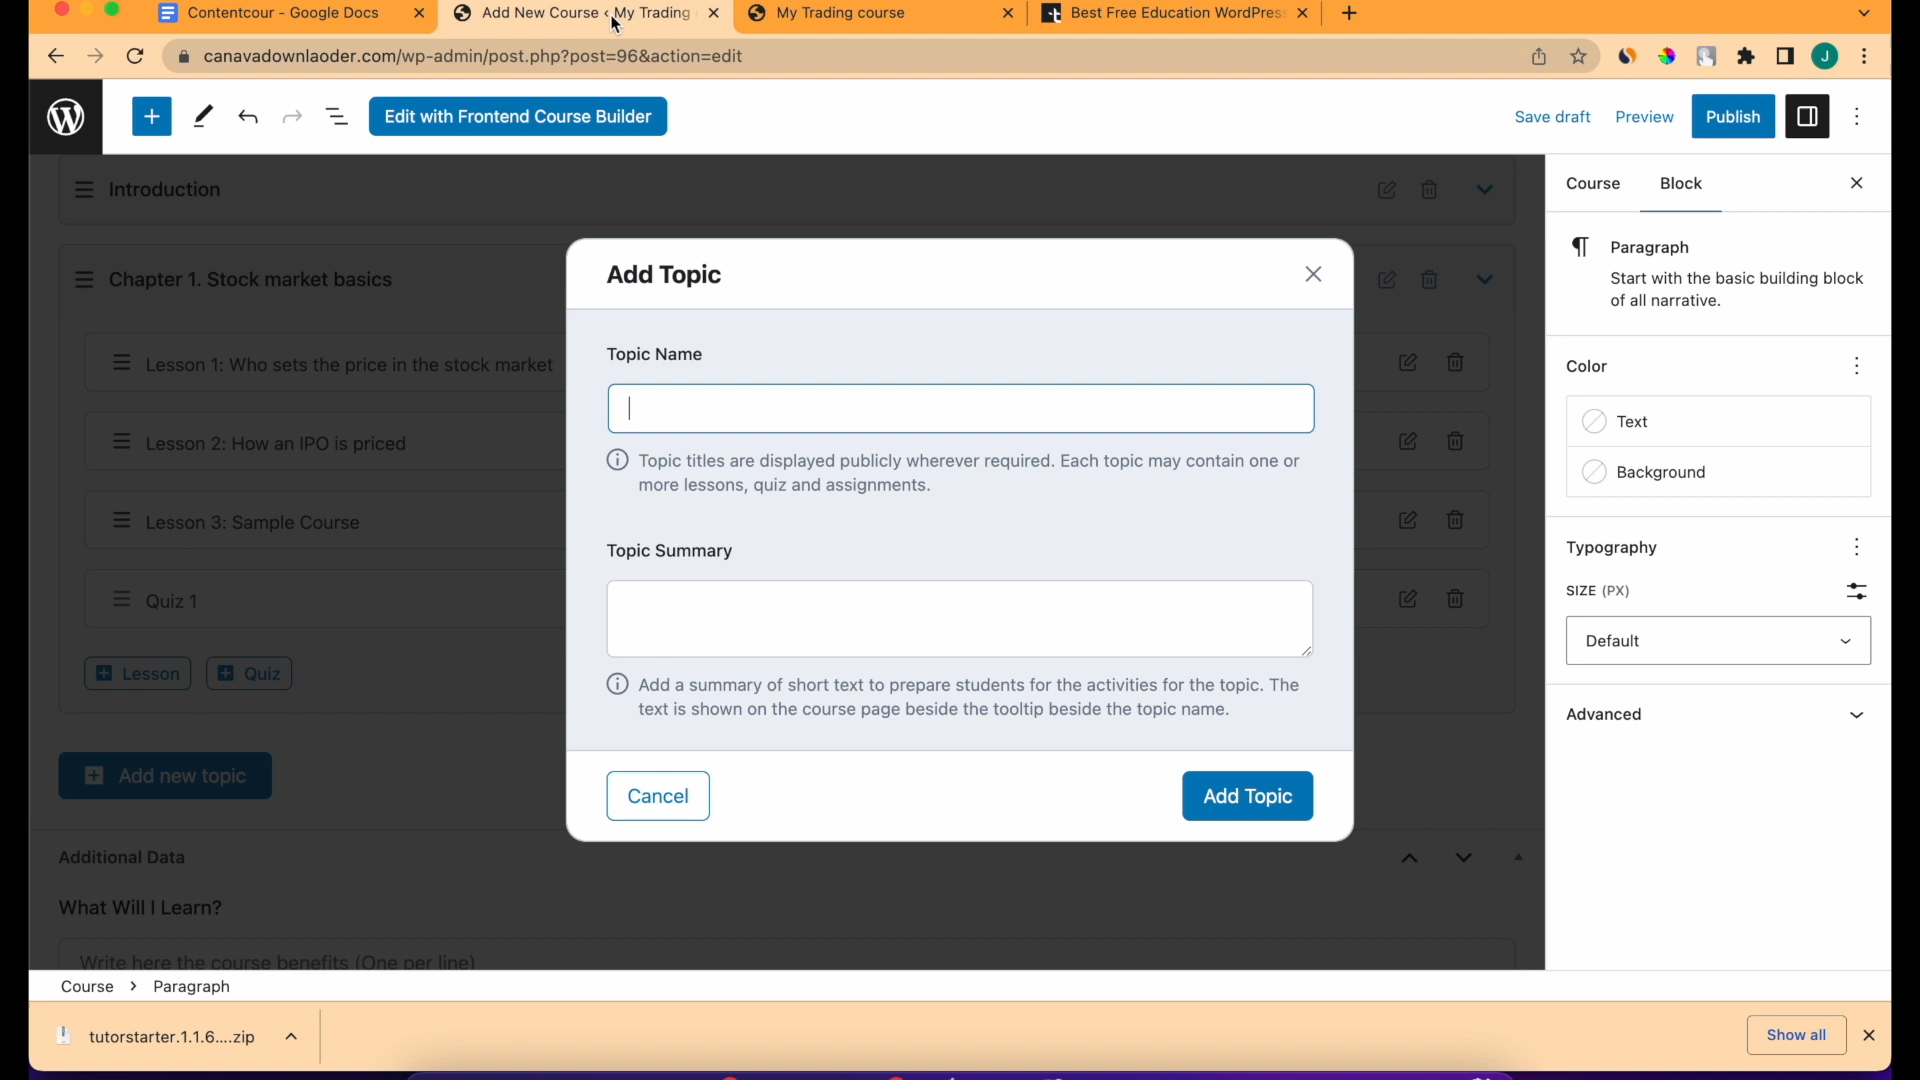 Contentcour - Google Docs
Add New Course ‹ My Trading
My Trading course
Best Free Education WordPres
canavadownlaoder.com/wp-admin/post.php?post=96&action=edit
J
Edit with Frontend Course Builder
Save draft
Preview
Publish
Introduction
Chapter 1. Stock market basics
Lesson 1: Who sets the price in the stock market
Lesson 2: How an IPO is priced
Lesson 3: Sample Course
Quiz 1
Lesson
Quiz
Add new topic
Additional Data
What Will I Learn?
Write here the course benefits (One per line)
Add Topic
Topic Name
Topic titles are displayed publicly wherever required. Each topic may contain one or
more lessons, quiz and assignments.
Topic Summary
Add a summary of short text to prepare students for the activities for the topic. The
text is shown on the course page beside the tooltip beside the topic name.
Cancel
Add Topic
Course
Block
Paragraph
Start with the basic building block
of all narrative.
Color
Text
Background
Typography
SIZE (PX)
Default
Advanced
Course
Paragraph
tutorstarter.1.1.6....zip
Show all